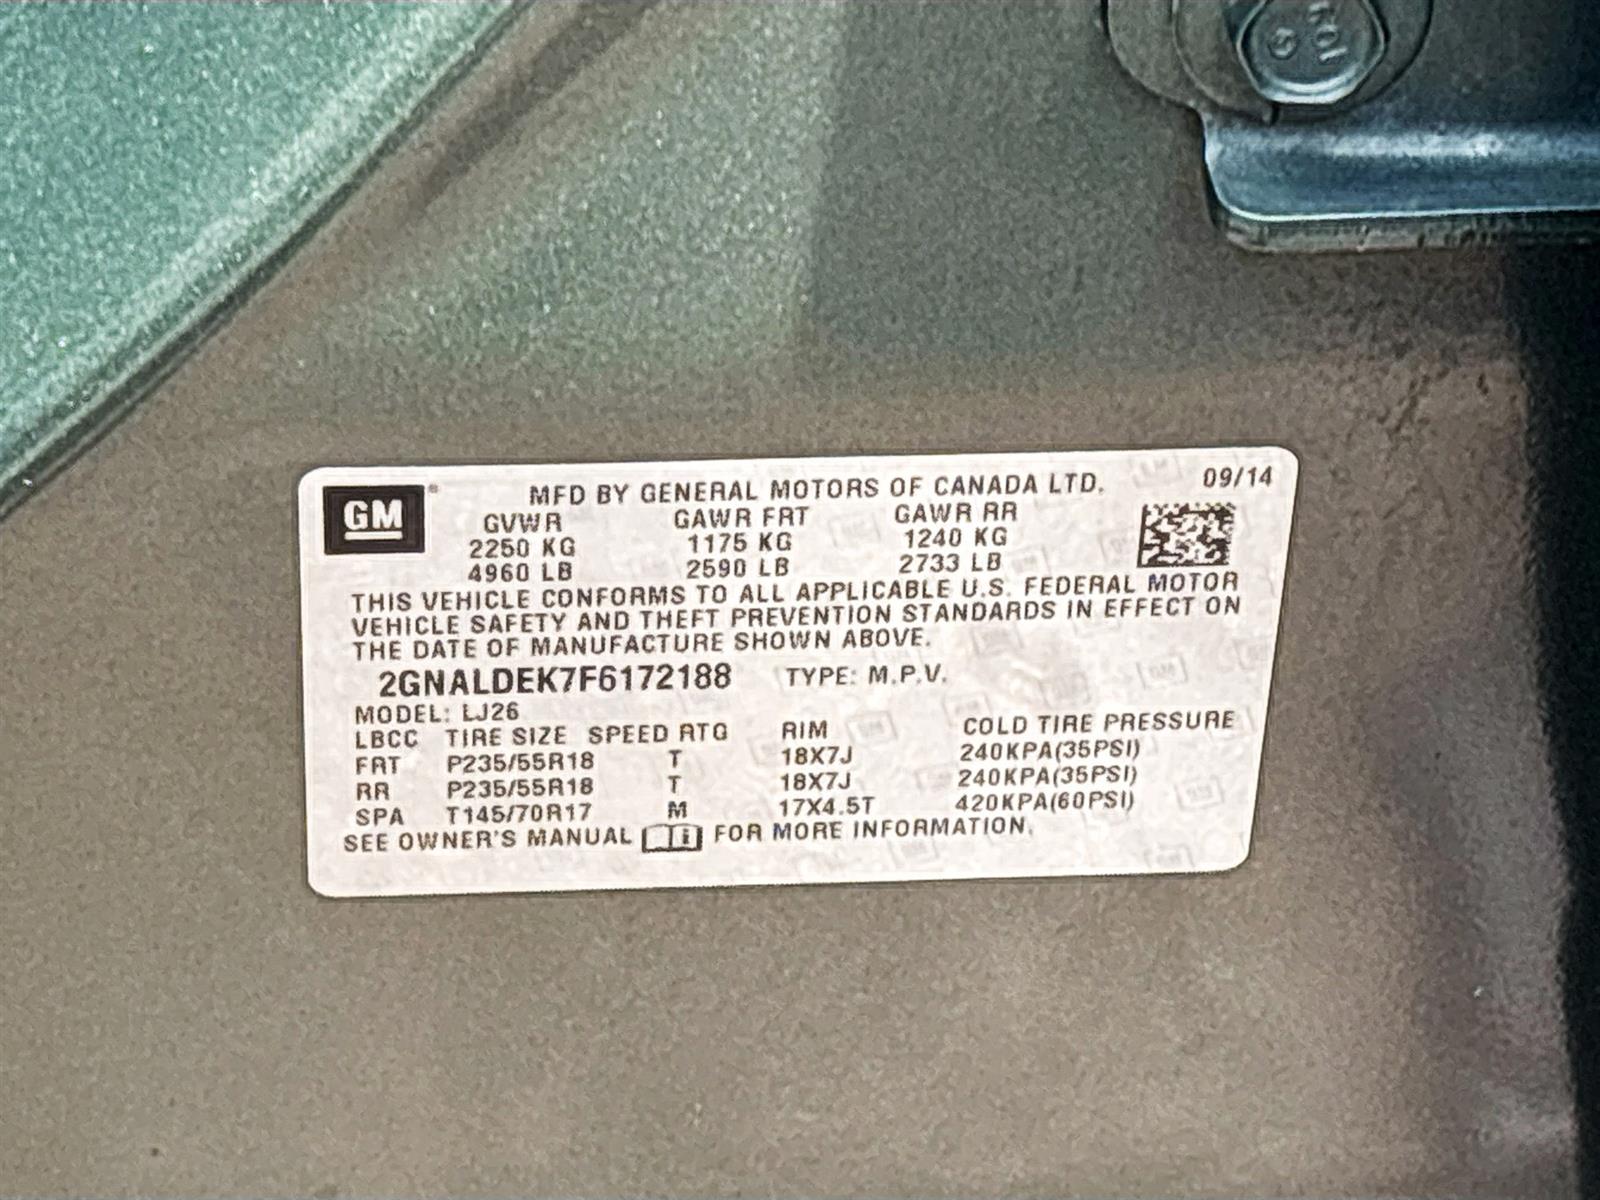 GM
MFD BY GENERAL MOTORS OF CANADA LTD. 09/14
GVWR GAWR FRT GAWR RR
2250 KG 1175 KG 1240 KG
4960 LB 2590 LB 2733 LB
THIS VEHICLE CONFORMS TO ALL APPLICABLE U.S. FEDERAL MOTOR
VEHICLE SAFETY AND THEFT PREVENTION STANDARDS IN EFFECT ON
THE DATE OF MANUFACTURE SHOWN ABOVE.
2GNALDEK7F6172188 TYPE: M.P.V.
MODEL: LJ26
LBCC TIRE SIZE SPEED RTG RIM COLD TIRE PRESSURE
FRT P235/55R18 T 18X7J 240KPA(35PSI)
RR P235/55R18 T 18X7J 240KPA(35PSI)
SPA T145/70R17 M 17X4.5T 420KPA(60PSI)
SEE OWNER'S MANUAL FOR MORE INFORMATION.